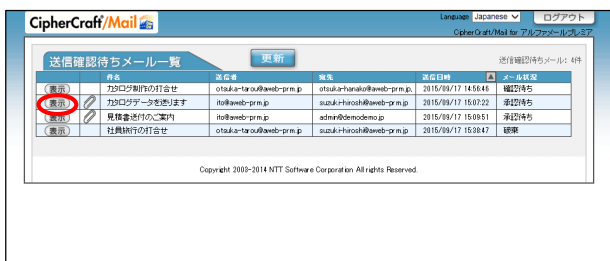 CipherCraft/Mail
Language Japanese ログアウト
CipherCraft/Mail for アルファメールプレミア
送信確認待ちメール一覧 更新 送信確認待ちメール: 4件
件名 送信者 宛先 送信日時 メール状況
表示 カタログ制作の打合せ otsuka-tarou@aweb-prm.jp otsuka-hanako@aweb-prm.jp, 2015/09/17 14:56:46 確認待ち
表示 カタログデータを送ります ito@aweb-prm.jp suzuki-hiroshi@aweb-prm.jp 2015/09/17 15:07:22 承認待ち
表示 見積書送付のご案内 ito@aweb-prm.jp admin@demodemo.jp 2015/09/17 15:09:51 承認待ち
表示 社員旅行の打合せ otsuka-tarou@aweb-prm.jp suzuki-hiroshi@aweb-prm.jp 2015/09/17 15:38:47 破棄
Copyright 2003-2014 NTT Software Corporation All rights Reserved.